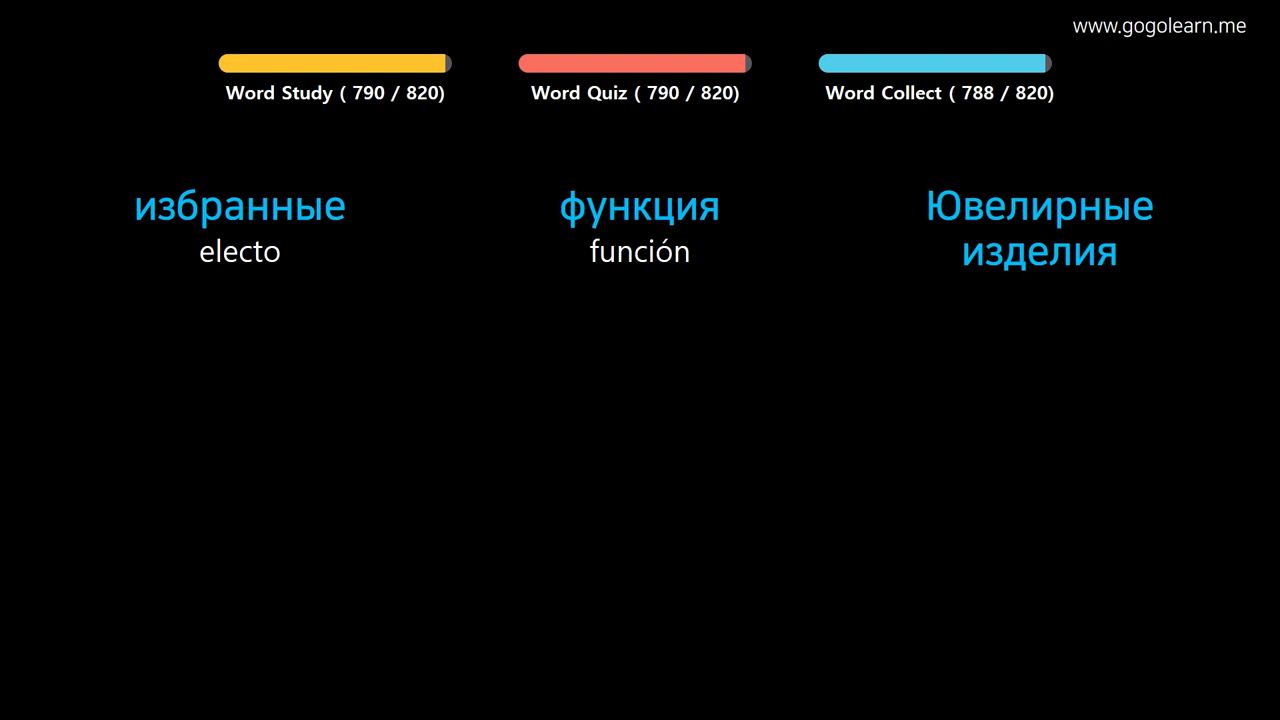 www.gogolearn.me
Word Study ( 790 / 820)
Word Quiz ( 790 / 820)
Word Collect ( 788 / 820)
избранные
electo
функция
función
Ювелирные
изделия